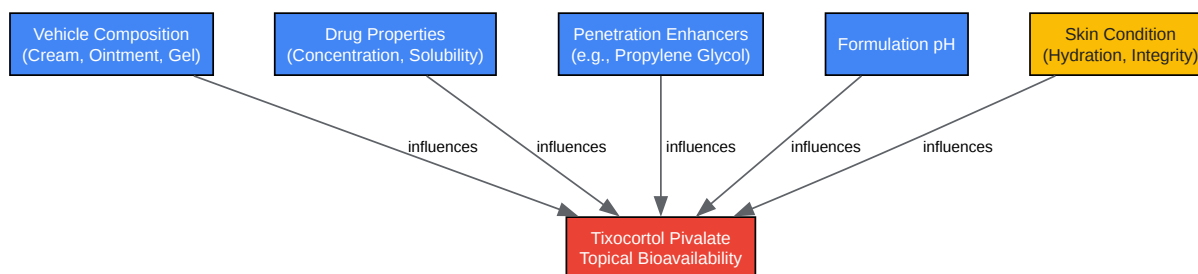 Vehicle Composition
(Cream, Ointment, Gel)
Drug Properties
(Concentration, Solubility)
Penetration Enhancers
(e.g., Propylene Glycol)
Formulation pH
Skin Condition
(Hydration, Integrity)
influences
influences
influences
influences
influences
Tixocortol Pivalate
Topical Bioavailability